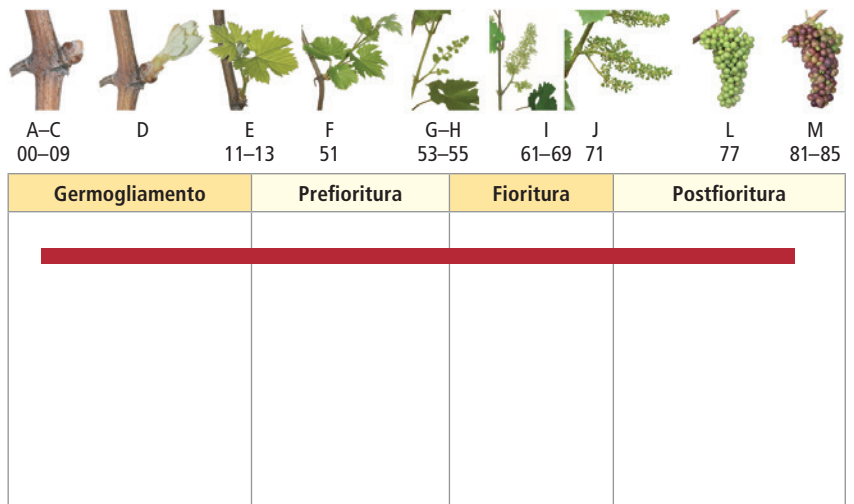 A–C D E F G–H I J L M
00–09 11–13 51 53–55 61–69 71 77 81–85
Germogliamento Prefioritura Fioritura Postfioritura